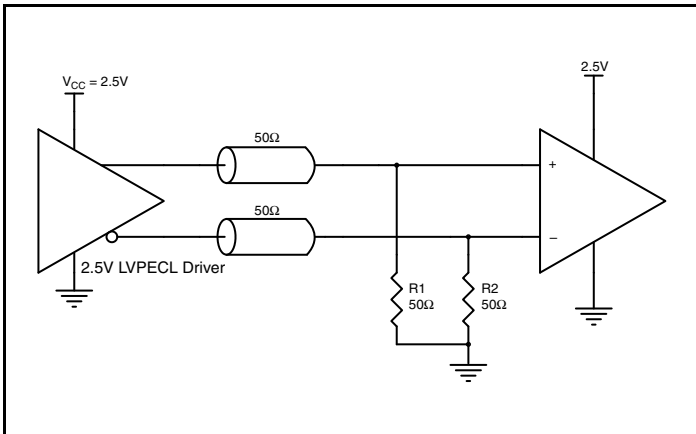 V_CC = 2.5V
2.5V
50Ω
+
50Ω
−
2.5V LVPECL Driver
R1
50Ω
R2
50Ω